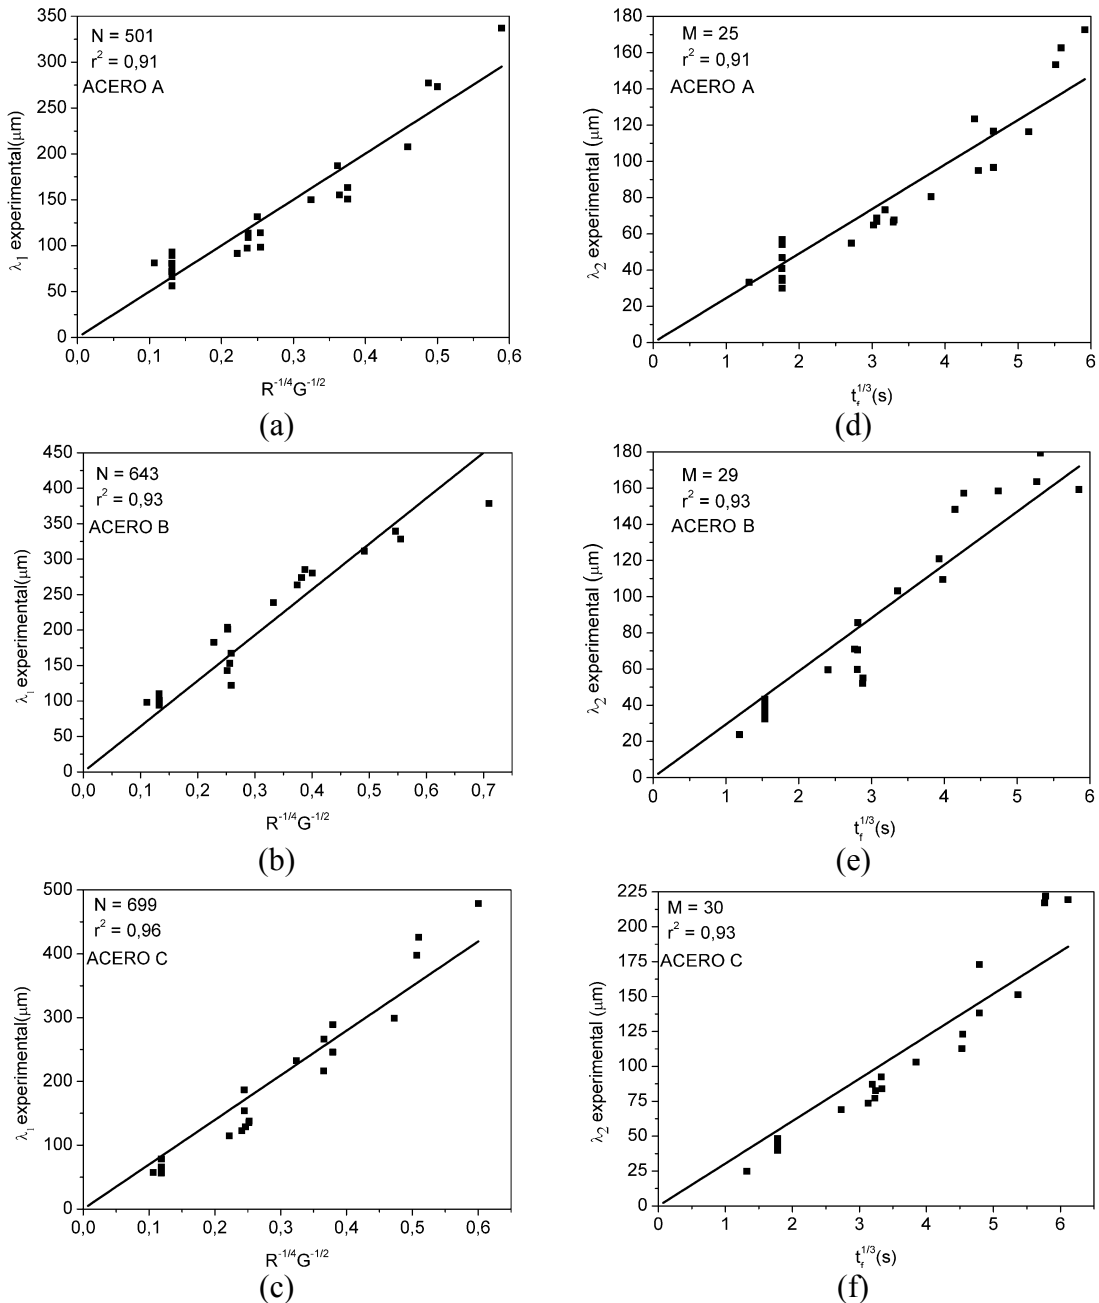 350
300
250
200
150
100
50
0
λ1 experimental(μm)
N = 501
r² = 0,91
ACERO A
0,0 0,1 0,2 0,3 0,4 0,5 0,6
R-1/4G-1/2
(a)
180
160
140
120
100
80
60
40
20
0
λ2 experimental (μm)
M = 25
r² = 0,91
ACERO A
0 1 2 3 4 5 6
tf1/3(s)
(d)
450
400
350
300
250
200
150
100
50
0
λ1 experimental(μm)
N = 643
r² = 0,93
ACERO B
0,0 0,1 0,2 0,3 0,4 0,5 0,6 0,7
R-1/4G-1/2
(b)
180
160
140
120
100
80
60
40
20
0
λ2 experimental (μm)
M = 29
r² = 0,93
ACERO B
0 1 2 3 4 5 6
tf1/3(s)
(e)
500
400
300
200
100
0
λ1 experimental(μm)
N = 699
r² = 0,96
ACERO C
0,0 0,1 0,2 0,3 0,4 0,5 0,6
R-1/4G-1/2
(c)
225
200
175
150
125
100
75
50
25
0
λ2 experimental (μm)
M = 30
r² = 0,93
ACERO C
0 1 2 3 4 5 6
tf1/3(s)
(f)